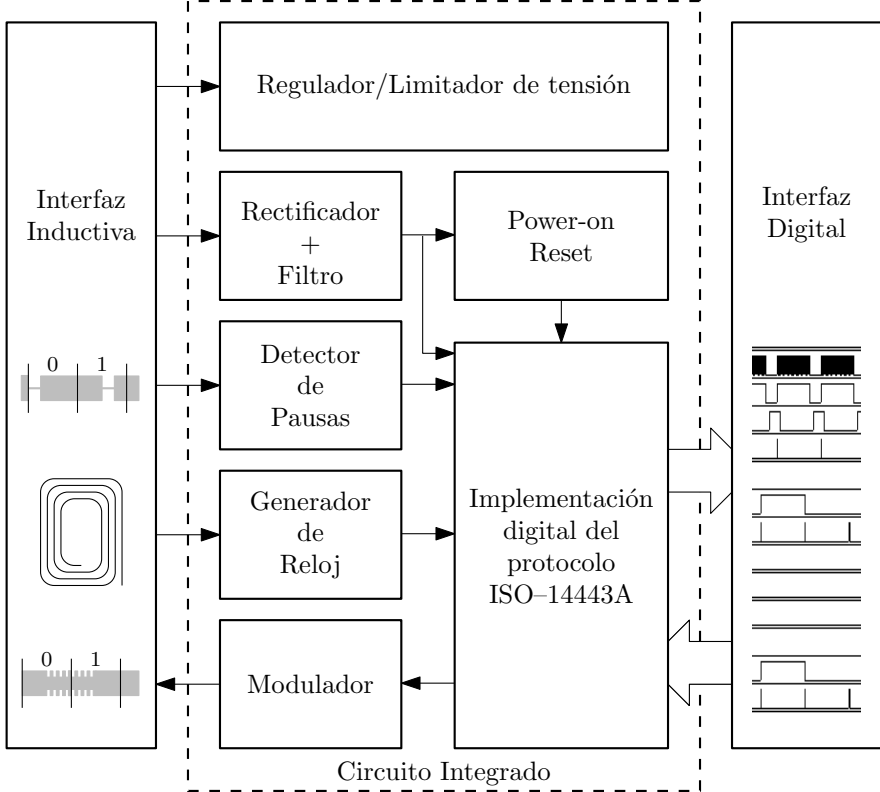 Regulador/Limitador de tensión
Interfaz
Inductiva
Rectificador
+
Filtro
Power-on
Reset
Interfaz
Digital
0 1
Detector
de
Pausas
Generador
de
Reloj
Implementación
digital del
protocolo
ISO–14443A
0 1
Modulador
Circuito Integrado